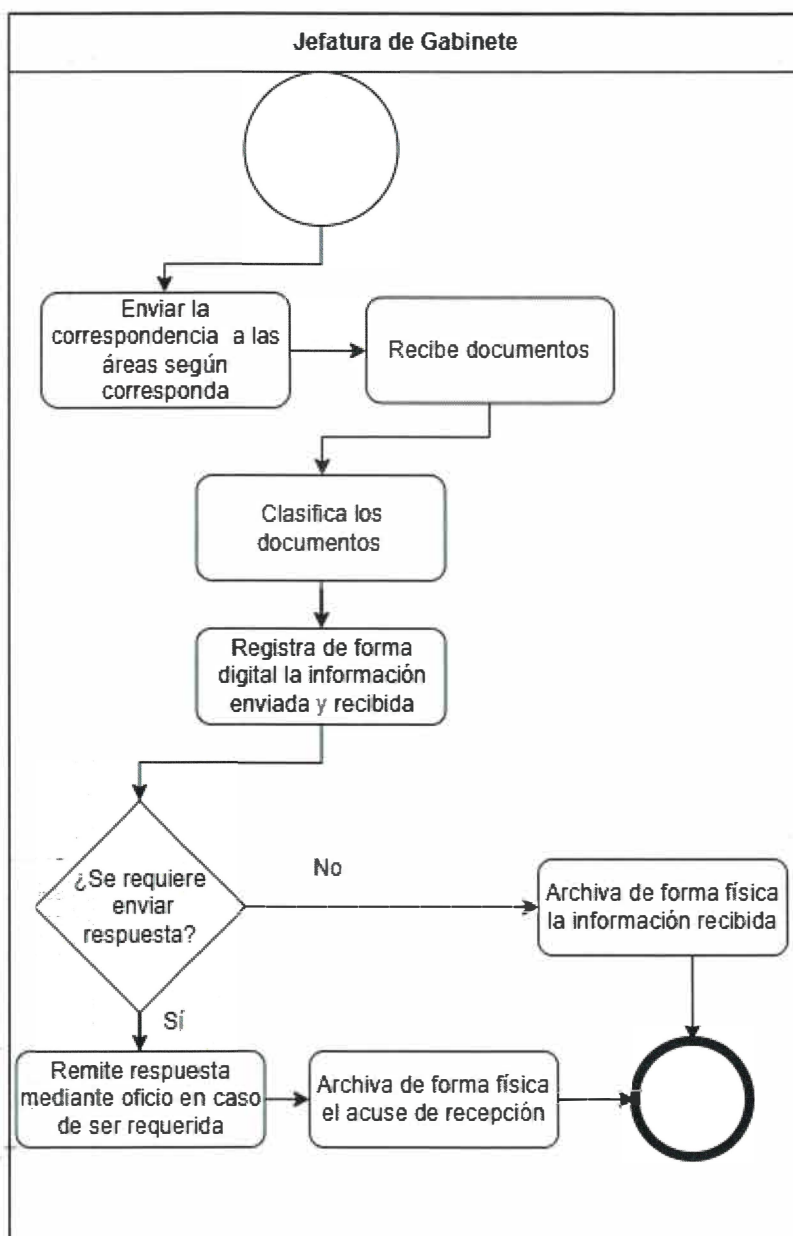 Jefatura de Gabinete
Enviar la
correspondencia a las
áreas según
corresponda
Recibe documentos
Clasifica los
documentos
Registra de forma
digital la información
enviada y recibida
¿Se requiere
enviar
respuesta?
No
Archiva de forma física
la información recibida
Sí
Remite respuesta
mediante oficio en caso
de ser requerida
Archiva de forma física
el acuse de recepción